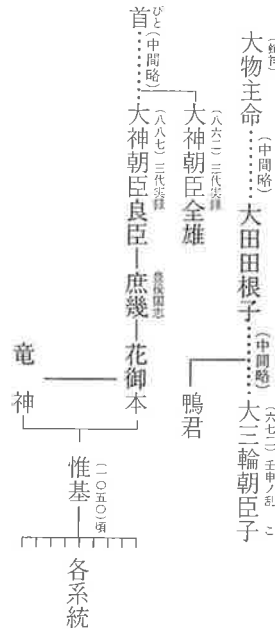 (蛇神)
大物主命
(中間略)
大田田根子
(中間略)
(六七二)壬申ノ乱
大三輪朝臣子
こ
鴨君
びと
首
(中間略)
(八六二)三代実録
大神朝臣全雄
(八八七)三代実録
大神朝臣良臣
豊後国志
庶幾
花御本
竜神
(一〇五〇)頃
惟基
各系統